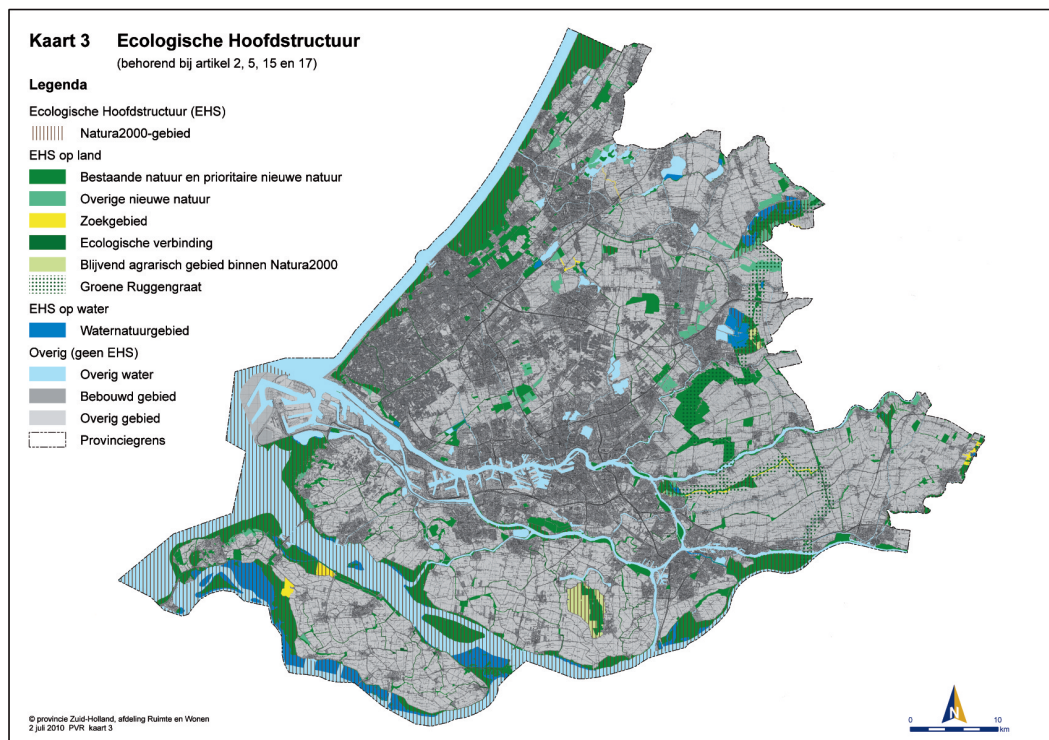 Kaart 3 Ecologische Hoofdstructuur
(behorend bij artikel 2, 5, 15 en 17)
Legenda
Ecologische Hoofdstructuur (EHS)
Natura2000-gebied
EHS op land
Bestaande natuur en prioritaire nieuwe natuur
Overige nieuwe natuur
Zoekgebied
Ecologische verbinding
Blijvend agrarisch gebied binnen Natura2000
Groene Ruggengraat
EHS op water
Waternatuurgebied
Overig (geen EHS)
Overig water
Bebouwd gebied
Overig gebied
Provinciegrens
© provincie Zuid-Holland, afdeling Ruimte en Wonen
2 juli 2010 PVR kaart 3
N
0 10
km